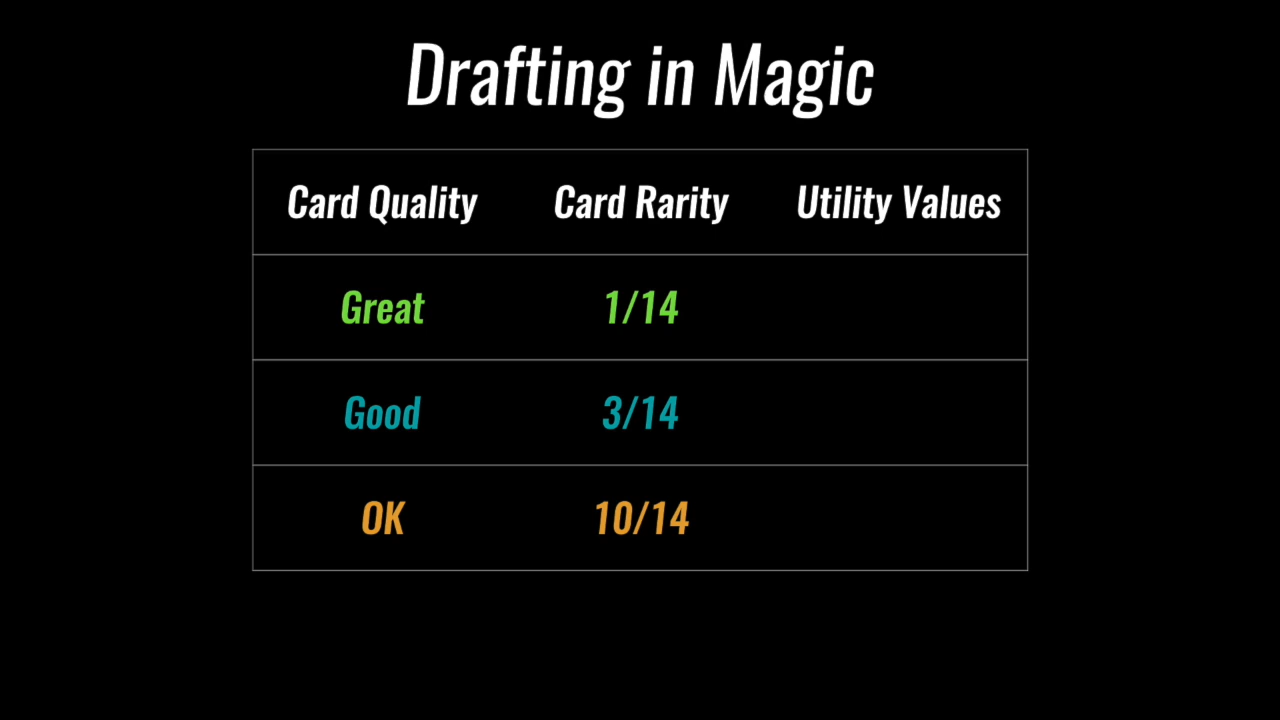 Drafting in Magic
Card Quality Card Rarity Utility Values
Great 1/14
Good 3/14
OK 10/14